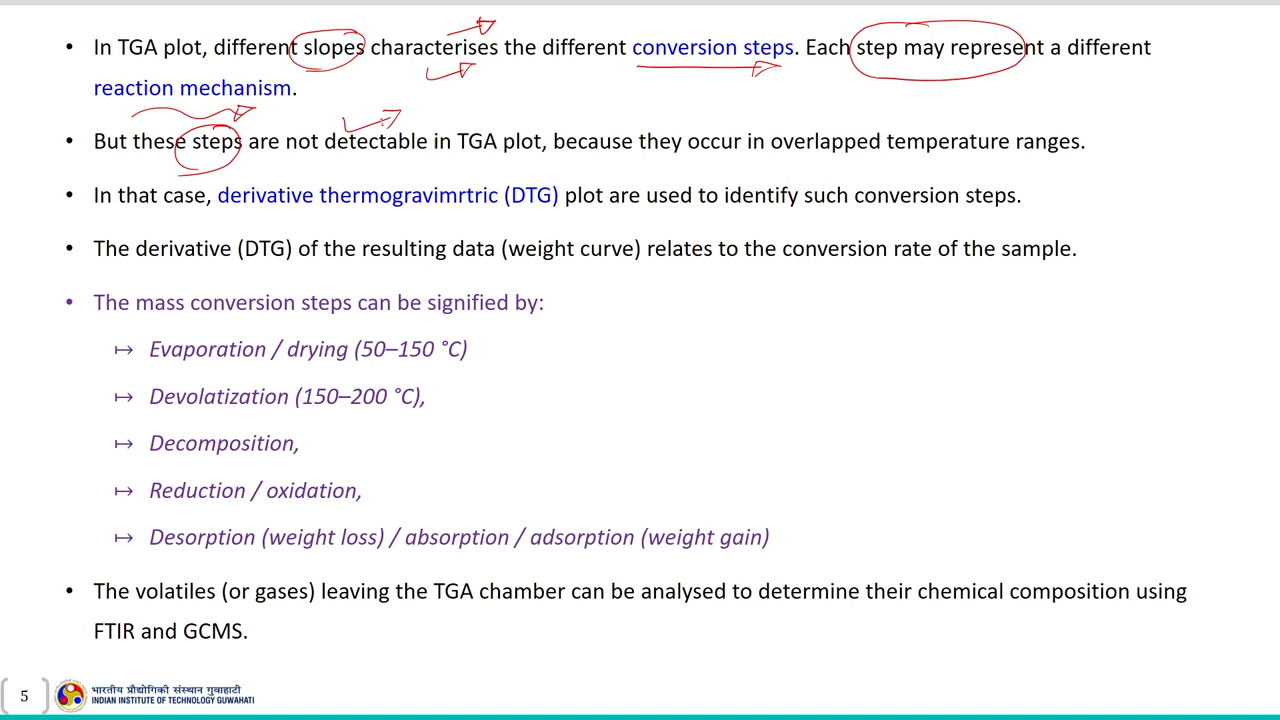 • In TGA plot, different slopes characterises the different conversion steps. Each step may represent a different
reaction mechanism.
• But these steps are not detectable in TGA plot, because they occur in overlapped temperature ranges.
• In that case, derivative thermogravimrtric (DTG) plot are used to identify such conversion steps.
• The derivative (DTG) of the resulting data (weight curve) relates to the conversion rate of the sample.
• The mass conversion steps can be signified by:
↦ Evaporation / drying (50–150 °C)
↦ Devolatization (150–200 °C),
↦ Decomposition,
↦ Reduction / oxidation,
↦ Desorption (weight loss) / absorption / adsorption (weight gain)
• The volatiles (or gases) leaving the TGA chamber can be analysed to determine their chemical composition using
FTIR and GCMS.
5
भारतीय प्रौद्योगिकी संस्थान गुवाहाटी
INDIAN INSTITUTE OF TECHNOLOGY GUWAHATI